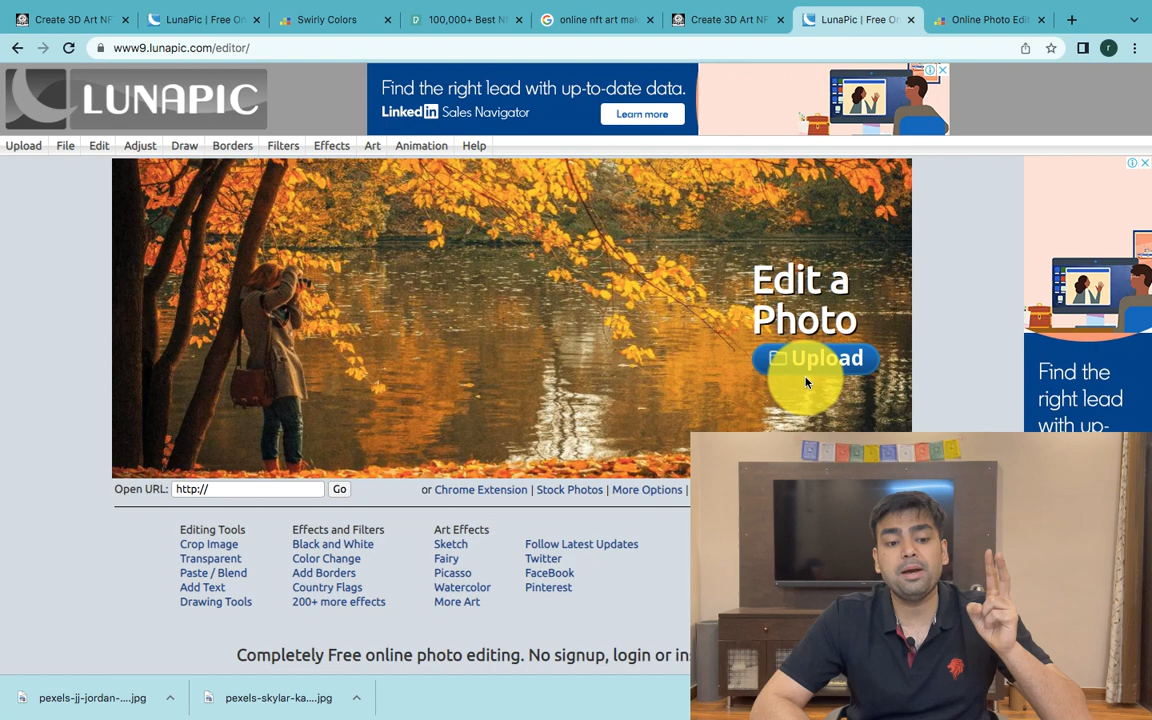 Create 3D Art NF
LunaPic | Free On
Swirly Colors
100,000+ Best N
online nft art mak
Create 3D Art NF
LunaPic | Free On
Online Photo Edit
www9.lunapic.com/editor/
r
LUNAPIC
Find the right lead with up-to-date data.
LinkedIn Sales Navigator
Learn more
Upload File Edit Adjust Draw Borders Filters Effects Art Animation Help
Edit a
Photo
Upload
Find the
right lead
with up-
Open URL: http:// Go or Chrome Extension | Stock Photos | More Options |
Editing Tools
Crop Image
Transparent
Paste / Blend
Add Text
Drawing Tools
Effects and Filters
Black and White
Color Change
Add Borders
Country Flags
200+ more effects
Art Effects
Sketch
Fairy
Picasso
Watercolor
More Art
Follow Latest Updates
Twitter
FaceBook
Pinterest
Completely Free online photo editing. No signup, login or in
pexels-jj-jordan-....jpg
pexels-skylar-ka....jpg